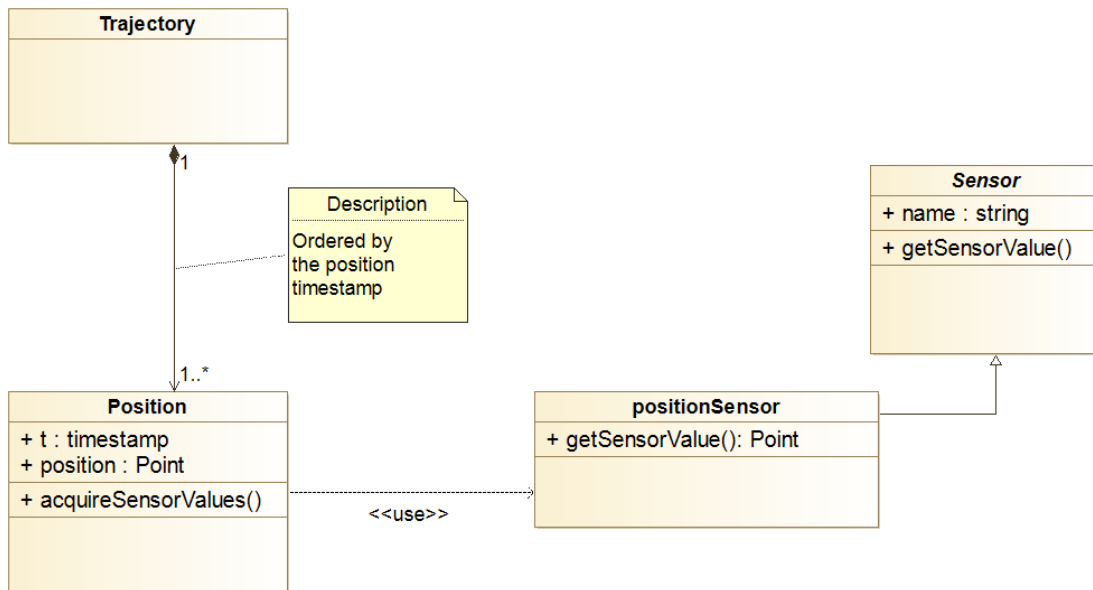 Trajectory
1
Description
Ordered by
the position
timestamp
Sensor
+ name : string
+ getSensorValue()
1..*
Position
+ t : timestamp
+ position : Point
+ acquireSensorValues()
<<use>>
positionSensor
+ getSensorValue(): Point